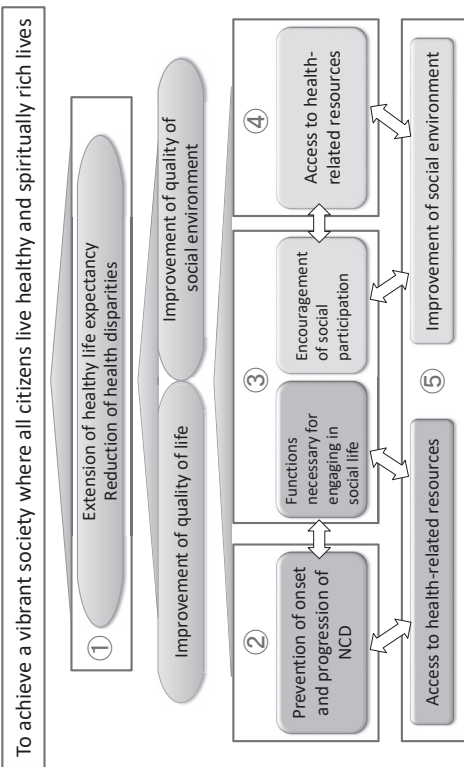 To achieve a vibrant society where all citizens live healthy and spiritually rich lives
①
Extension of healthy life expectancy
Reduction of health disparities
Improvement of quality of life
Improvement of quality of
social environment
②
Prevention of onset
and progression of
NCD
③
Functions
necessary for
engaging in
social life
Encouragement
of social
participation
④
Access to health-
related resources
Access to health-related resources
⑤
Improvement of social environment